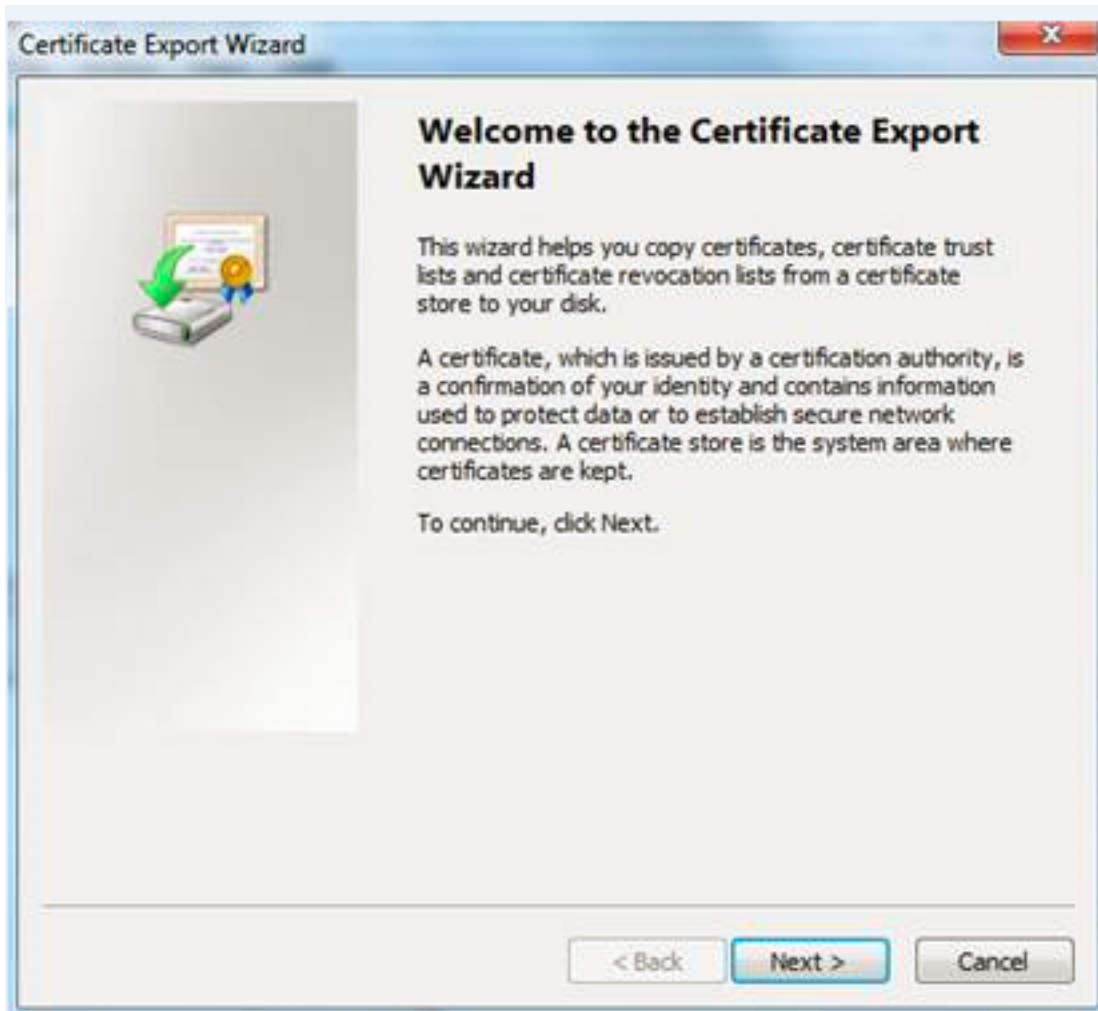 Certificate Export Wizard
x
Welcome to the Certificate Export
Wizard
This wizard helps you copy certificates, certificate trust
lists and certificate revocation lists from a certificate
store to your disk.
A certificate, which is issued by a certification authority, is
a confirmation of your identity and contains information
used to protect data or to establish secure network
connections. A certificate store is the system area where
certificates are kept.
To continue, click Next.
< Back Next > Cancel